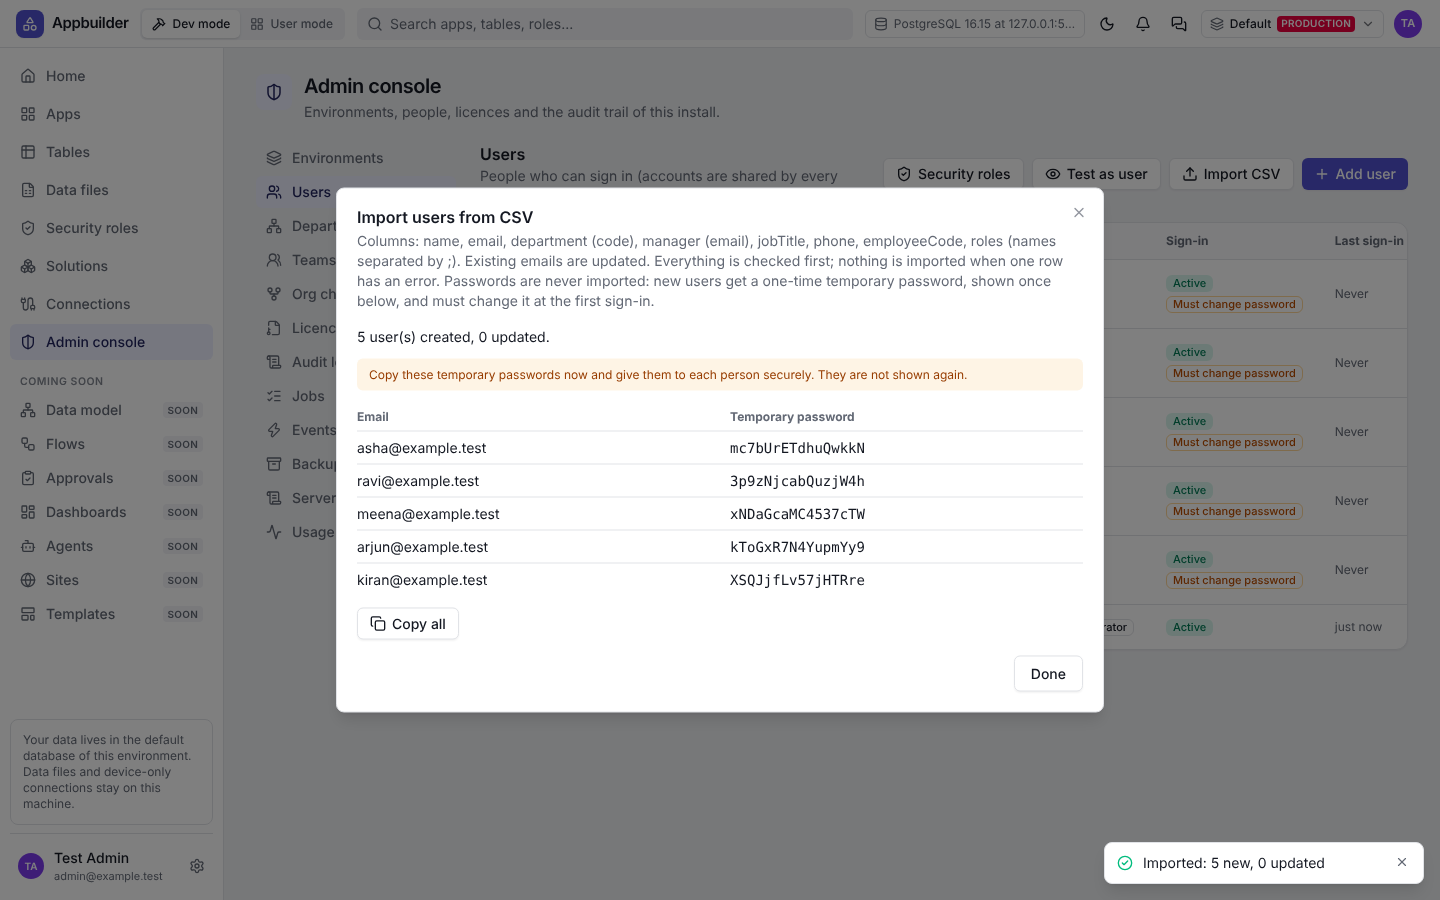 Appbuilder
Dev mode
User mode
Search apps, tables, roles...
PostgreSQL 16.15 at 127.0.0.1:5...
Default
PRODUCTION
TA
Home
Apps
Tables
Data files
Security roles
Solutions
Connections
Admin console
COMING SOON
Data model SOON
Flows SOON
Approvals SOON
Dashboards SOON
Agents SOON
Sites SOON
Templates SOON
Your data lives in the default
database of this environment.
Data files and device-only
connections stay on this
machine.
TA
Test Admin
admin@example.test
Admin console
Environments, people, licences and the audit trail of this install.
Environments
Users
Depart
Teams
Org ch
Licenc
Audit l
Jobs
Events
Backu
Server
Usage
Users
People who can sign in (accounts are shared by every
Security roles
Test as user
Import CSV
Add user
Sign-in Last sign-in
Active
Must change password
Never
Active
Must change password
Never
Active
Must change password
Never
Active
Must change password
Never
Active
Must change password
Never
rator
Active
just now
Import users from CSV
Columns: name, email, department (code), manager (email), jobTitle, phone, employeeCode, roles (names
separated by ;). Existing emails are updated. Everything is checked first; nothing is imported when one row
has an error. Passwords are never imported: new users get a one-time temporary password, shown once
below, and must change it at the first sign-in.
5 user(s) created, 0 updated.
Copy these temporary passwords now and give them to each person securely. They are not shown again.
Email Temporary password
asha@example.test mc7bUrETdhuQwkkN
ravi@example.test 3p9zNjcabQuzjW4h
meena@example.test xNDaGcaMC4537cTW
arjun@example.test kToGxR7N4YupmYy9
kiran@example.test XSQJjfLv57jHTRre
Copy all
Done
Imported: 5 new, 0 updated